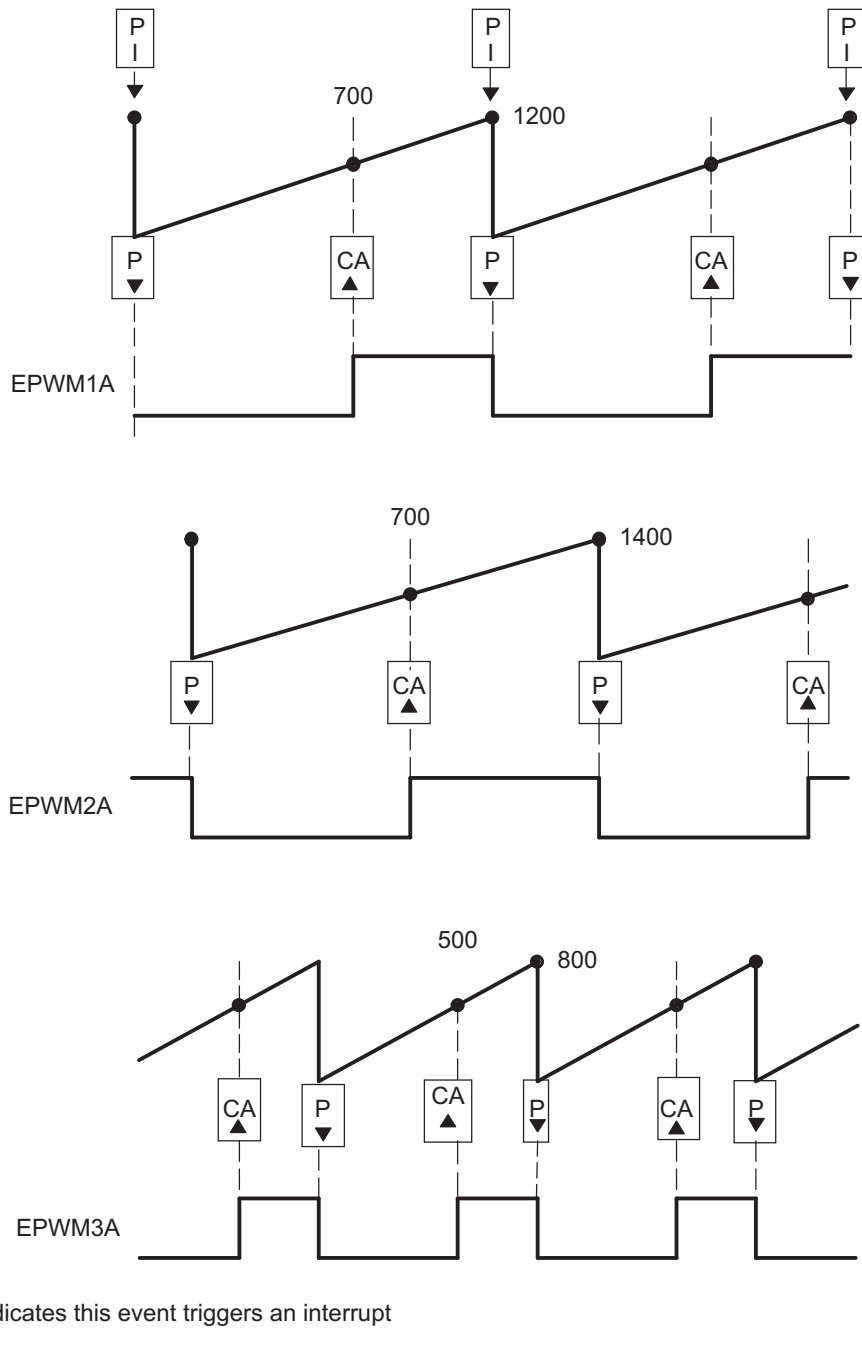 P P P
I I I
700
1200
P CA P CA P
EPWM1A
700
1400
P CA P CA
EPWM2A
500
800
CA P CA P CA P
EPWM3A
dicates this event triggers an interrupt